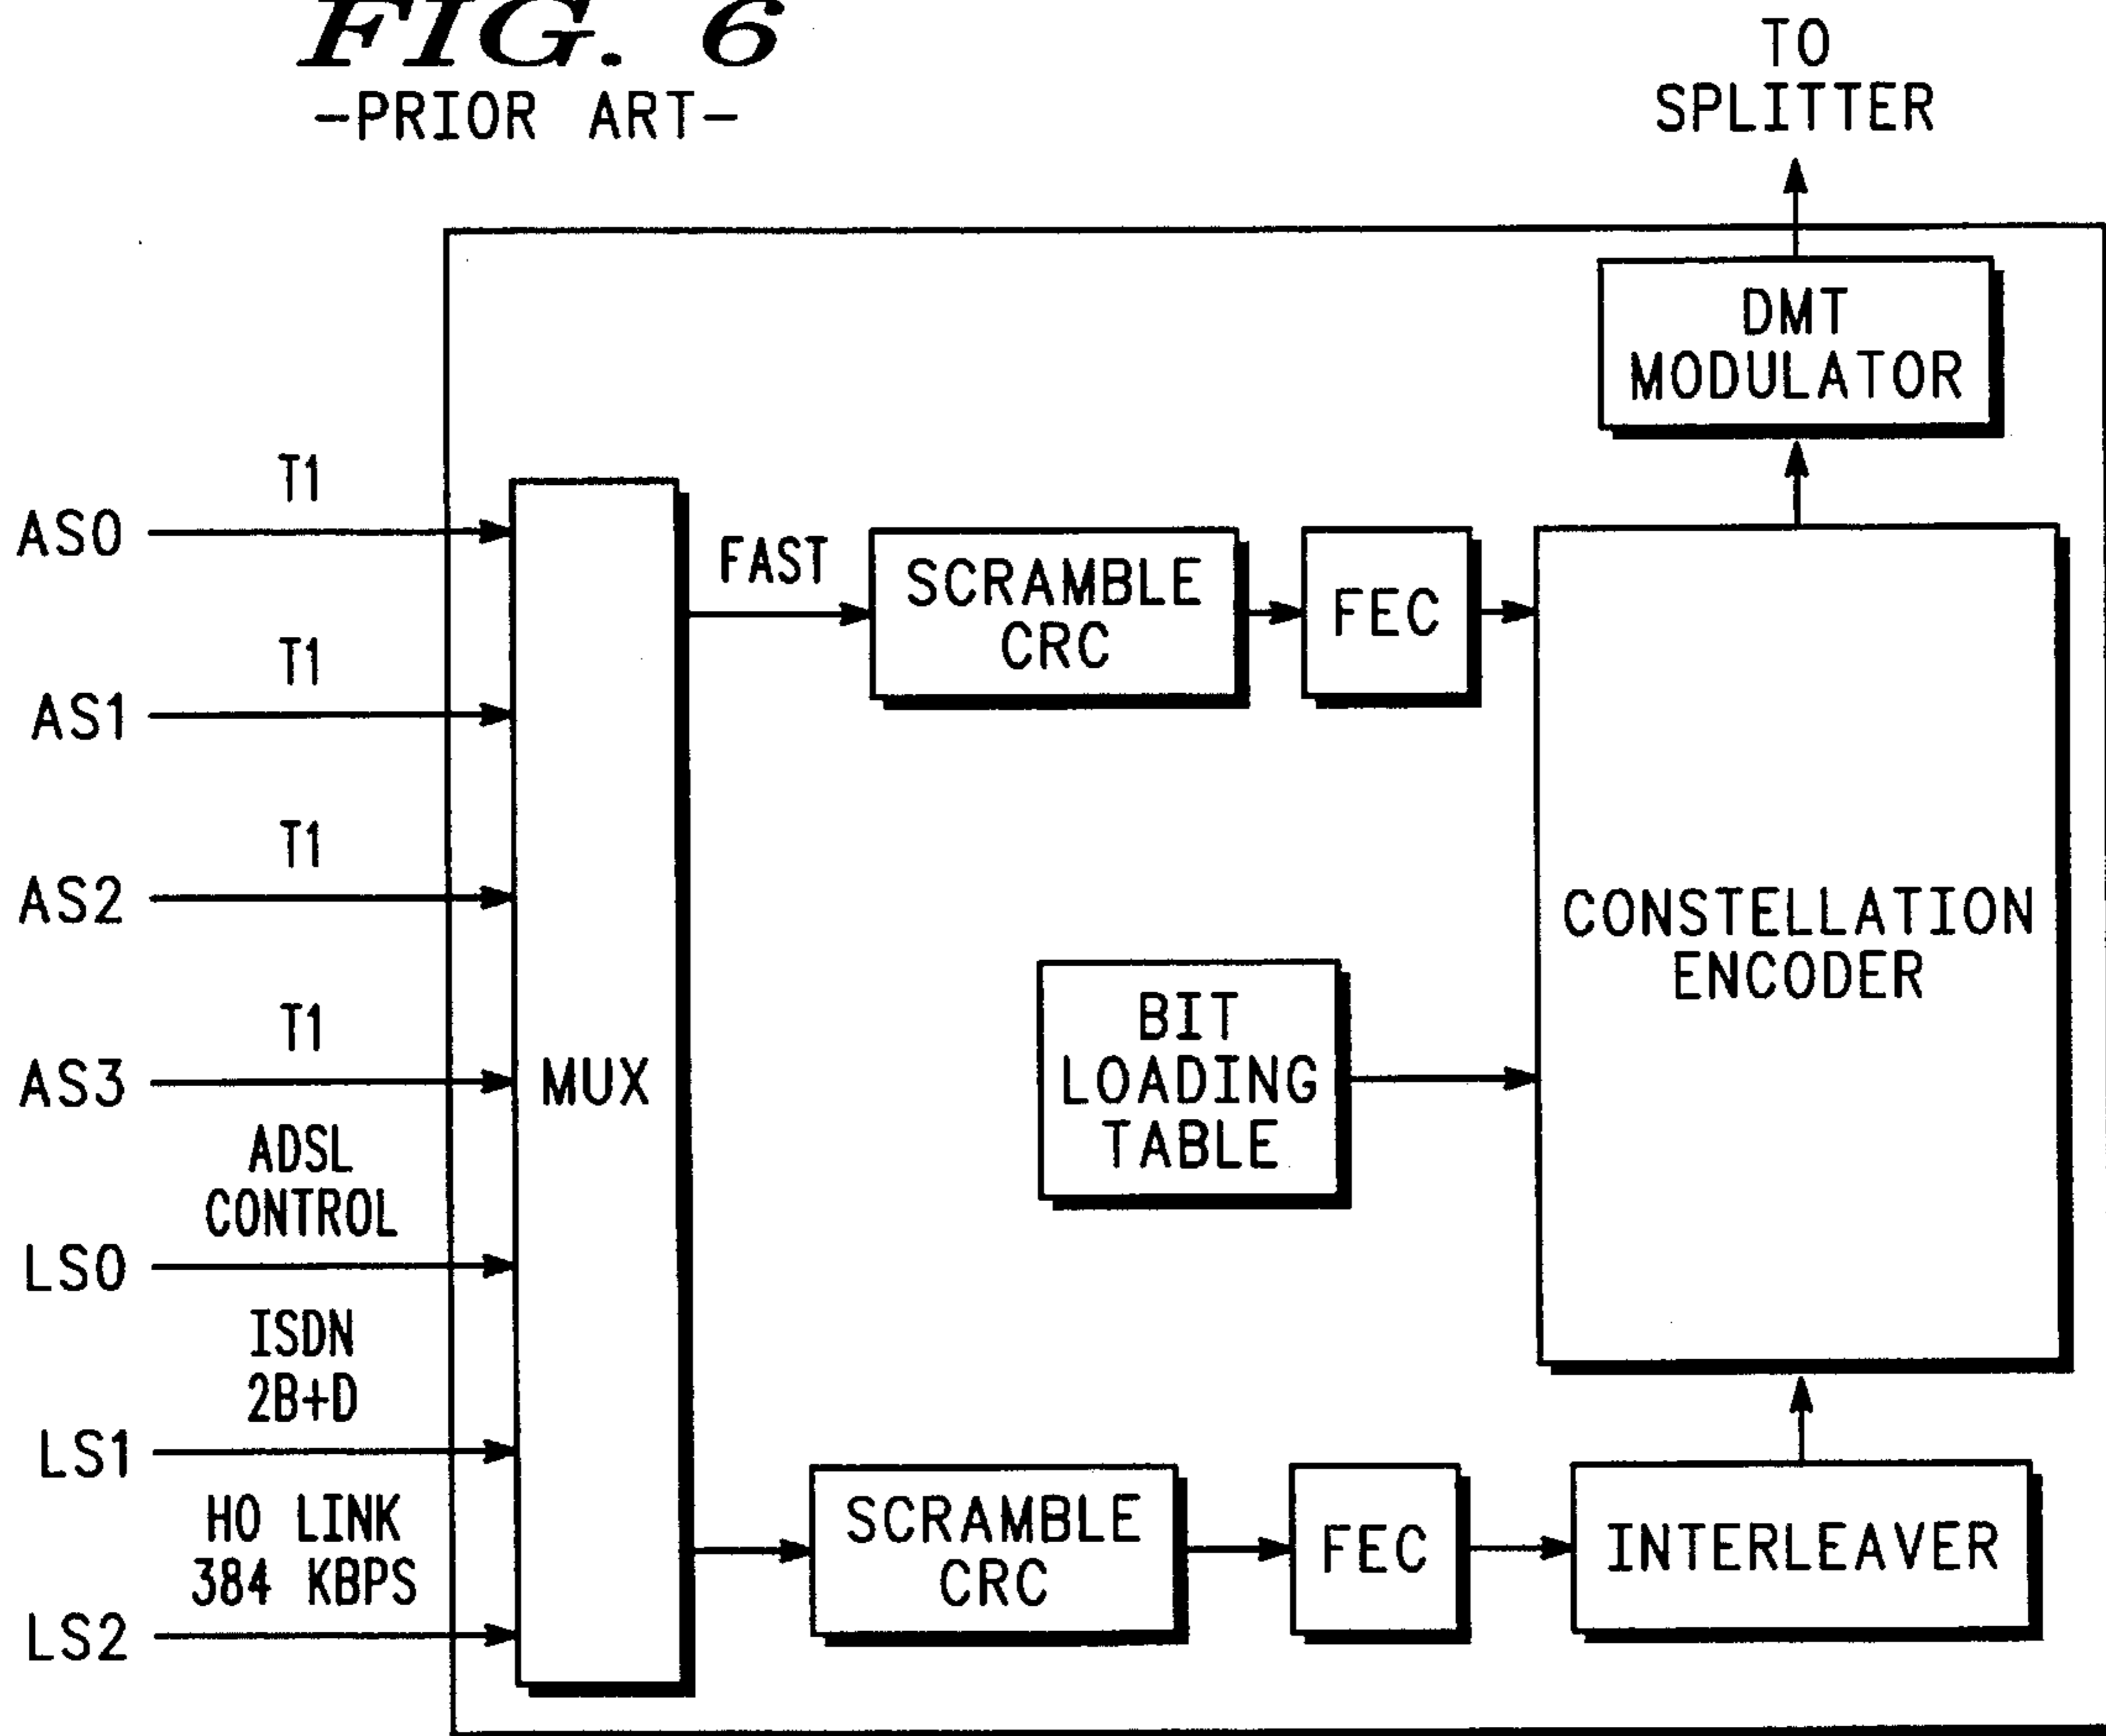 FIG. 6
-PRIOR ART-
TO
SPLITTER
DMT
MODULATOR
T1
AS0
FAST
SCRAMBLE
CRC
FEC
T1
AS1
T1
AS2
CONSTELLATION
ENCODER
T1
AS3
MUX
BIT
LOADING
TABLE
ADSL
CONTROL
LS0
ISDN
2B+D
LS1
H0 LINK
384 KBPS
LS2
SCRAMBLE
CRC
FEC
INTERLEAVER